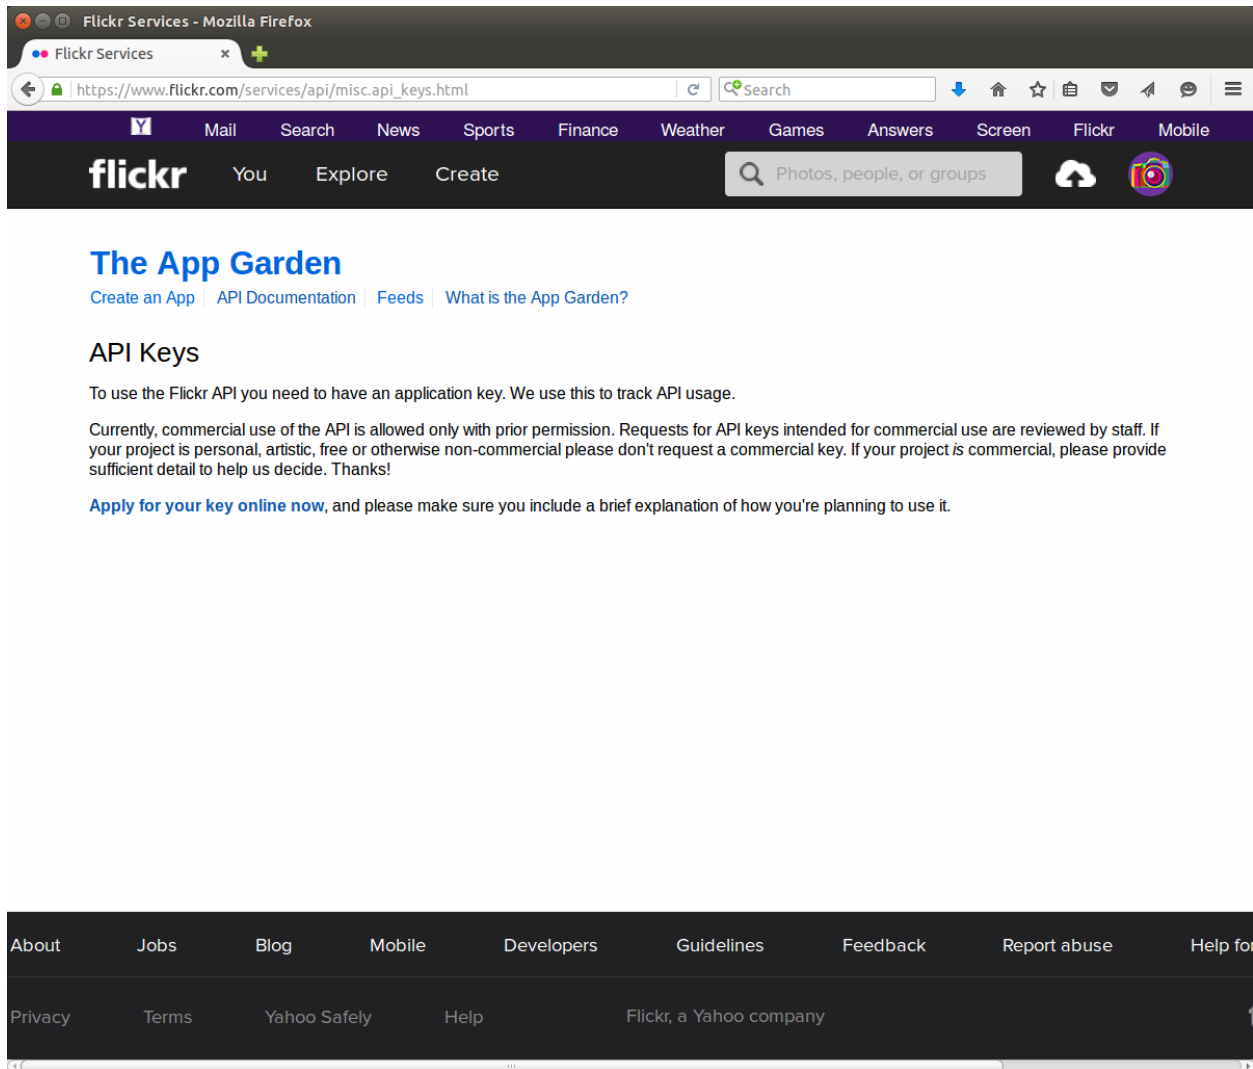 Flickr Services - Mozilla Firefox
Flickr Services
https://www.flickr.com/services/api/misc.api_keys.html
Search
Y Mail Search News Sports Finance Weather Games Answers Screen Flickr Mobile
flickr You Explore Create Photos, people, or groups
The App Garden
Create an App API Documentation Feeds What is the App Garden?
API Keys
To use the Flickr API you need to have an application key. We use this to track API usage.
Currently, commercial use of the API is allowed only with prior permission. Requests for API keys intended for commercial use are reviewed by staff. If
your project is personal, artistic, free or otherwise non-commercial please don't request a commercial key. If your project is commercial, please provide
sufficient detail to help us decide. Thanks!
Apply for your key online now, and please make sure you include a brief explanation of how you're planning to use it.
About Jobs Blog Mobile Developers Guidelines Feedback Report abuse Help for
Privacy Terms Yahoo Safely Help Flickr, a Yahoo company